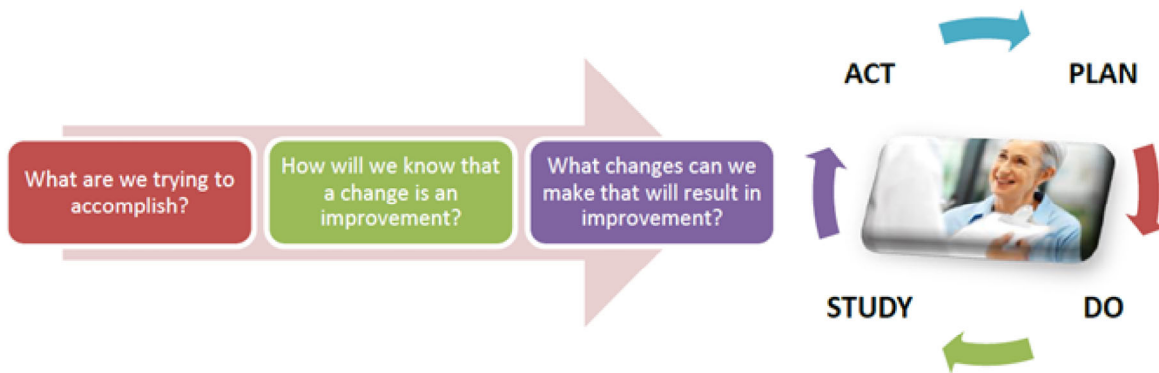 What are we trying to
accomplish?
How will we know that
a change is an
improvement?
What changes can we
make that will result in
improvement?
ACT
PLAN
STUDY
DO